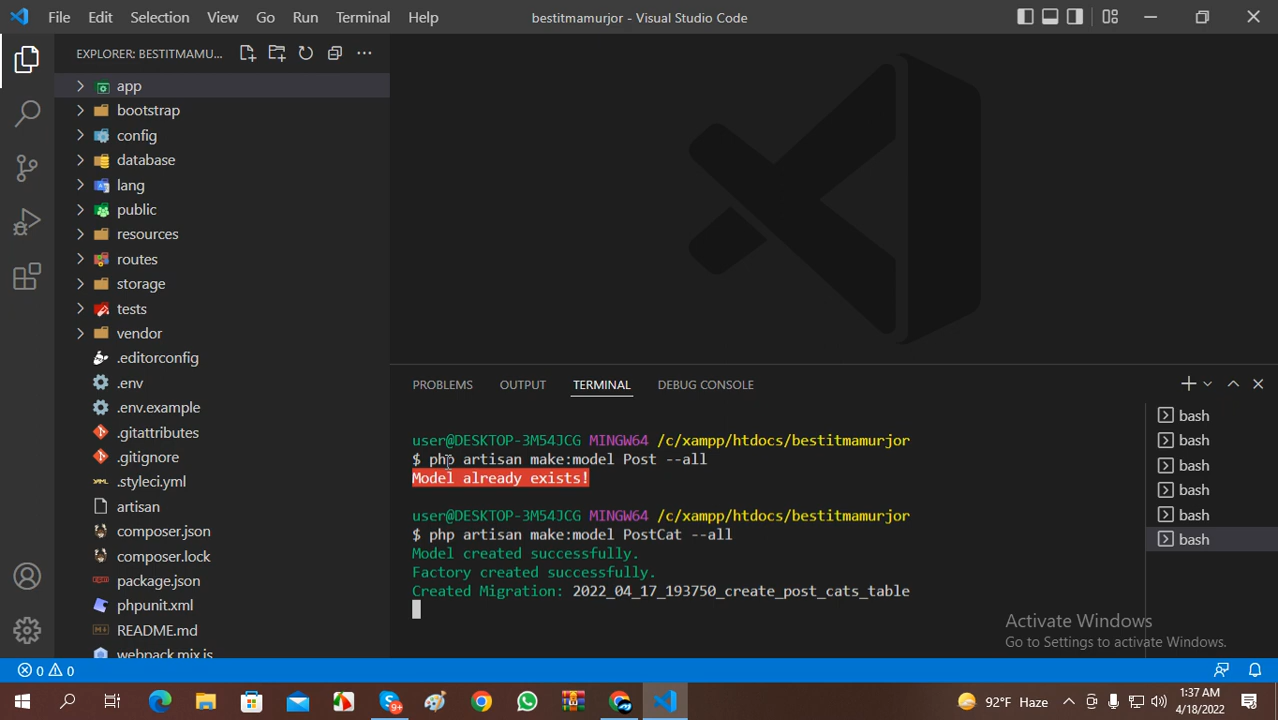 File Edit Selection View Go Run Terminal Help
bestitmamurjor - Visual Studio Code
EXPLORER: BESTITMAMU...
app
bootstrap
config
database
lang
public
resources
routes
storage
tests
vendor
.editorconfig
.env
.env.example
.gitattributes
.gitignore
.styleci.yml
artisan
composer.json
composer.lock
package.json
phpunit.xml
README.md
webpack.mix.js
PROBLEMS OUTPUT TERMINAL DEBUG CONSOLE
user@DESKTOP-3M54JCG MINGW64 /c/xampp/htdocs/bestitmamurjor
$ php artisan make:model Post --all
Model already exists!
user@DESKTOP-3M54JCG MINGW64 /c/xampp/htdocs/bestitmamurjor
$ php artisan make:model PostCat --all
Model created successfully.
Factory created successfully.
Created Migration: 2022_04_17_193750_create_post_cats_table
bash
bash
bash
bash
bash
bash
Activate Windows
Go to Settings to activate Windows.
0 0
9+
92°F Haze
1:37 AM
4/18/2022